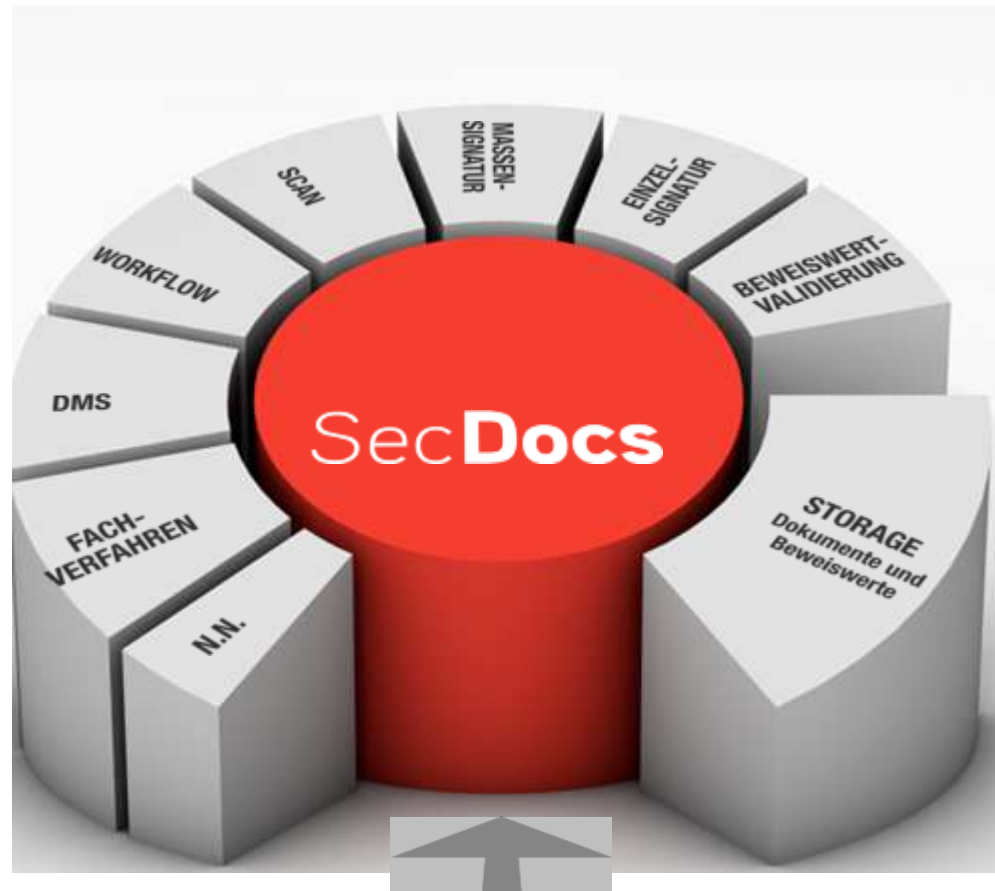 MASSEN-
SIGNATUR
SCAN
EINZEL-
SIGNATUR
WORKFLOW
BEWEISWERT-
VALIDIERUNG
DMS
SecDocs
FACH-
VERFAHREN
STORAGE
Dokumente und
Beweiswerte
N.N.